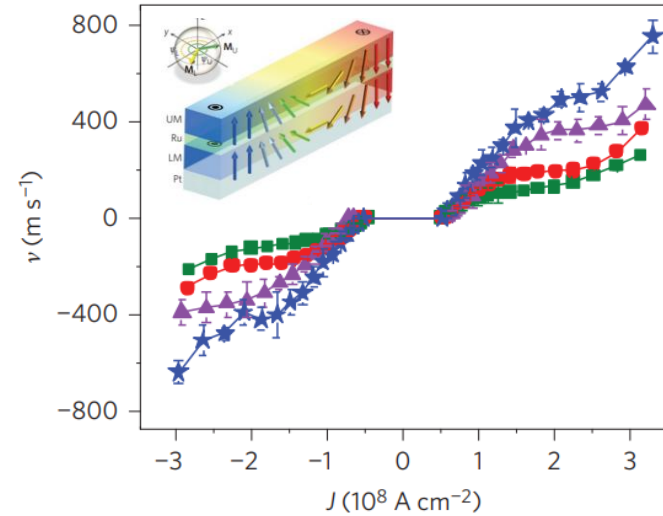 800
400
0
−400
−800
ν (m s⁻¹)
y
x
M_U
M_L
UM
Ru
LM
Pt
−3 −2 −1 0 1 2 3
J (10⁸ A cm⁻²)